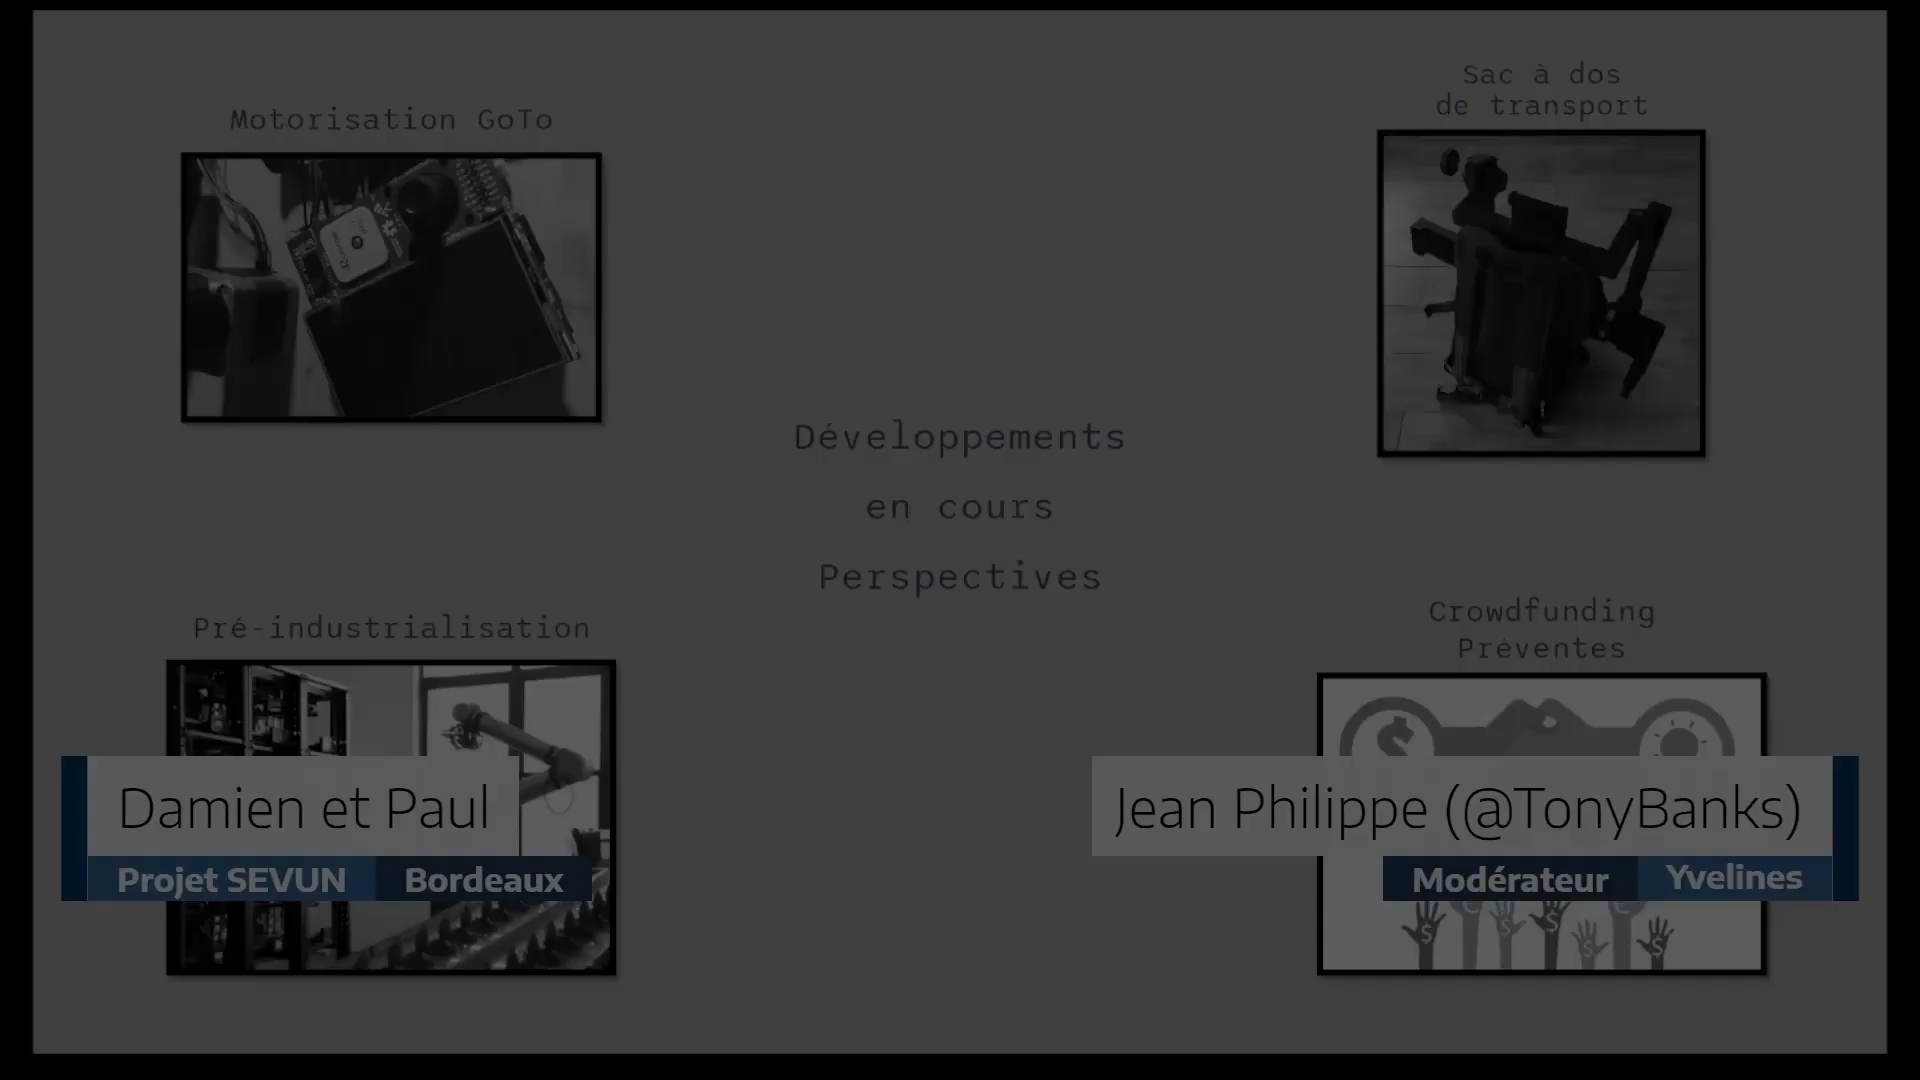 Motorisation GoTo
Sac à dos
de transport
Développements
en cours
Perspectives
Pré-industrialisation
Crowdfunding
Préventes
Damien et Paul
Projet SEVUN Bordeaux
Jean Philippe (@TonyBanks)
Modérateur Yvelines